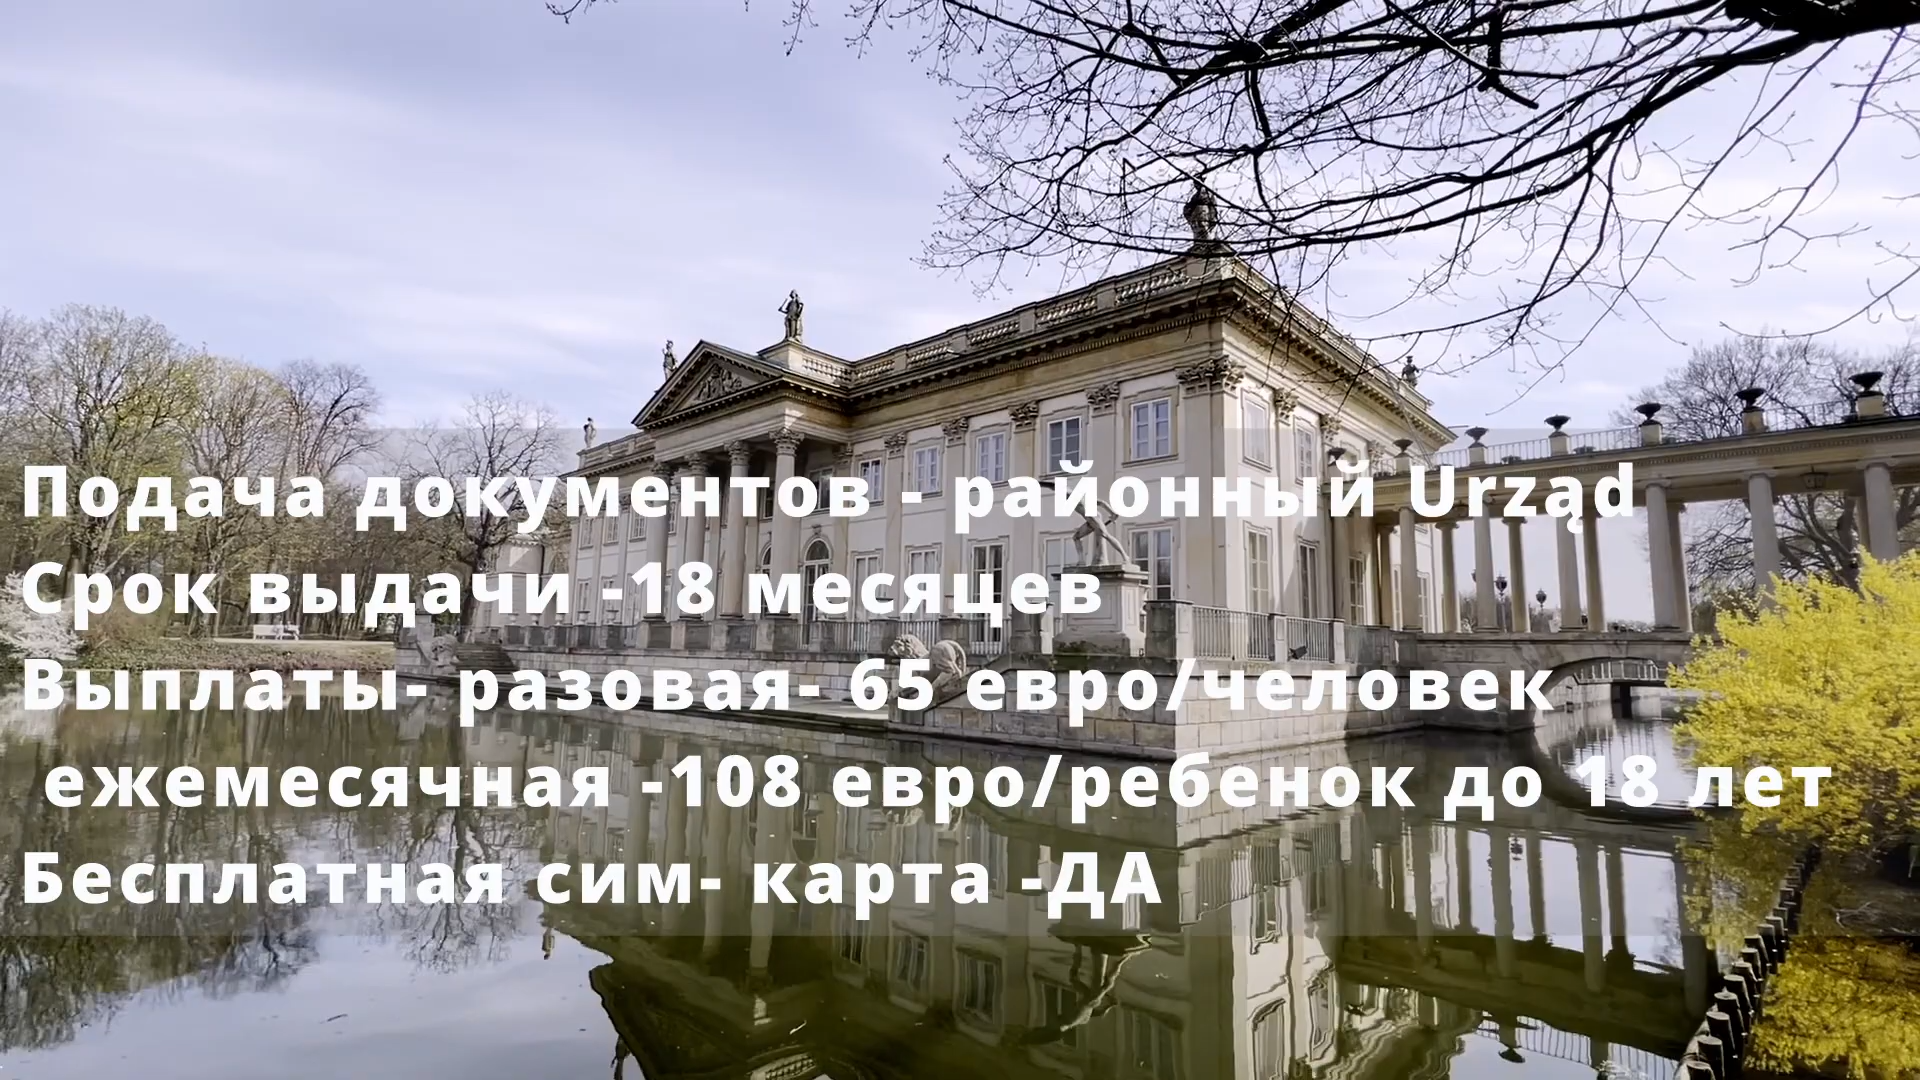 Подача документов - районный Urząd
Срок выдачи -18 месяцев
Выплаты- разовая- 65 евро/человек
ежемесячная -108 евро/ребенок до 18 лет
Бесплатная сим- карта -ДА